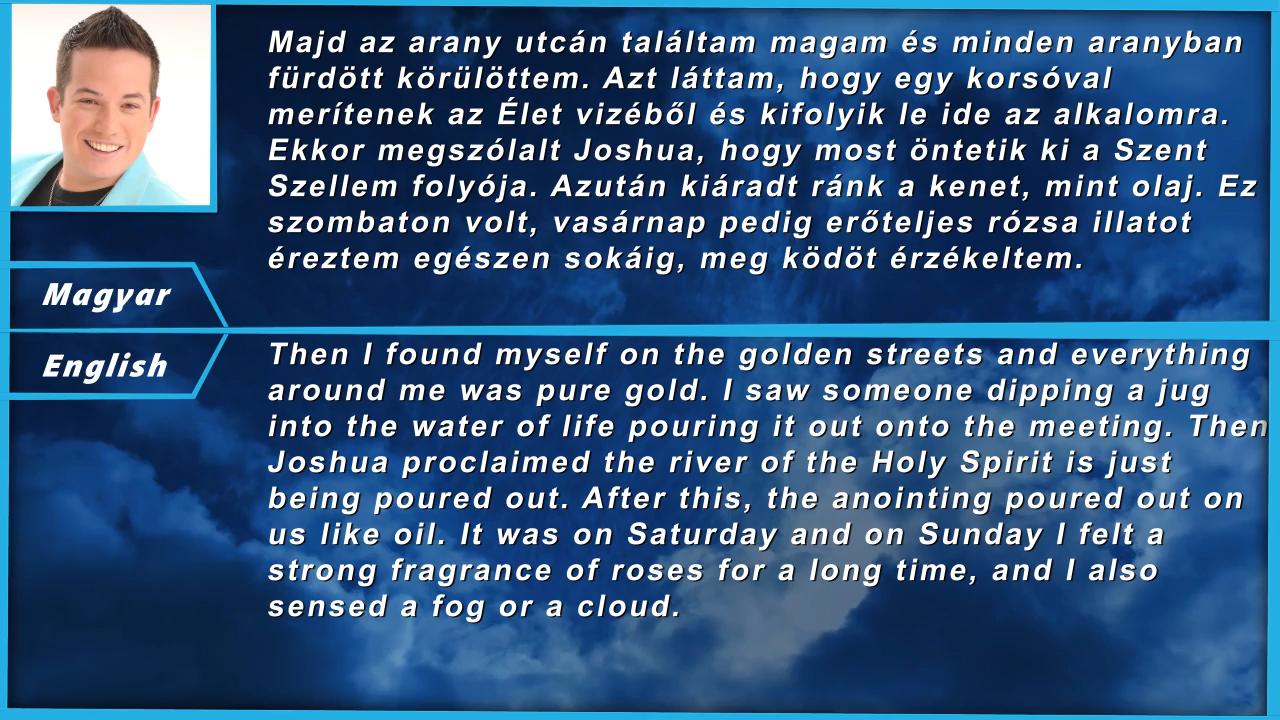 Majd az arany utcán találtam magam és minden aranyban
fürdött körülöttem. Azt láttam, hogy egy korsóval
merítenek az Élet vizéből és kifolyik le ide az alkalomra.
Ekkor megszólalt Joshua, hogy most öntetik ki a Szent
Szellem folyója. Azután kiáradt ránk a kenet, mint olaj. Ez
szombaton volt, vasárnap pedig erőteljes rózsa illatot
éreztem egészen sokáig, meg ködöt érzékeltem.
Magyar
English
Then I found myself on the golden streets and everything
around me was pure gold. I saw someone dipping a jug
into the water of life pouring it out onto the meeting. Then
Joshua proclaimed the river of the Holy Spirit is just
being poured out. After this, the anointing poured out on
us like oil. It was on Saturday and on Sunday I felt a
strong fragrance of roses for a long time, and I also
sensed a fog or a cloud.